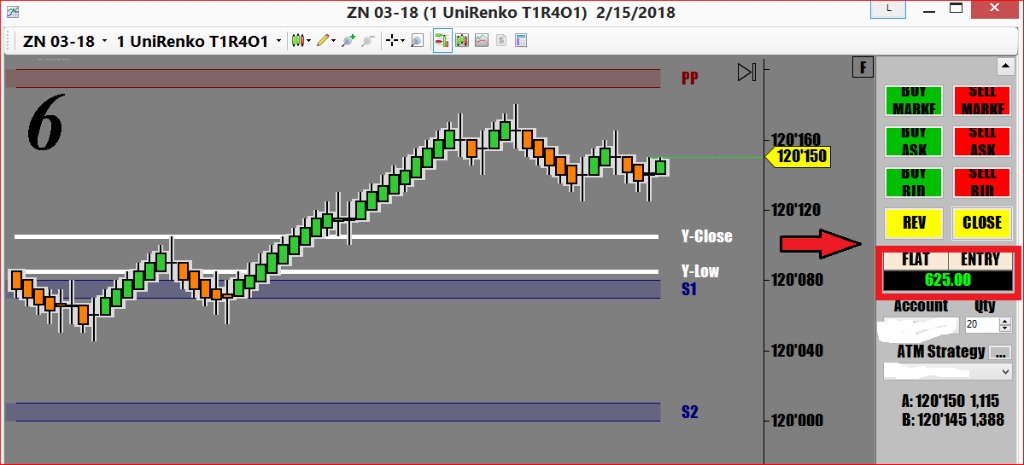 ZN 03-18 (1 UniRenko T1R4O1) 2/15/2018
L
ZN 03-18 1 UniRenko T1R4O1
6
PP
F
BUY
MARKE
SELL
MARKE
120'160
120'150
BUY
ASK
SELL
ASK
BUY
BID
SELL
BID
120'120
REV
CLOSE
Y-Close
FLAT
ENTRY
Y-Low
120'080
625.00
S1
Account
Qty
20
120'040
ATM Strategy ...
S2
A: 120'150 1,115
120'000
B: 120'145 1,388